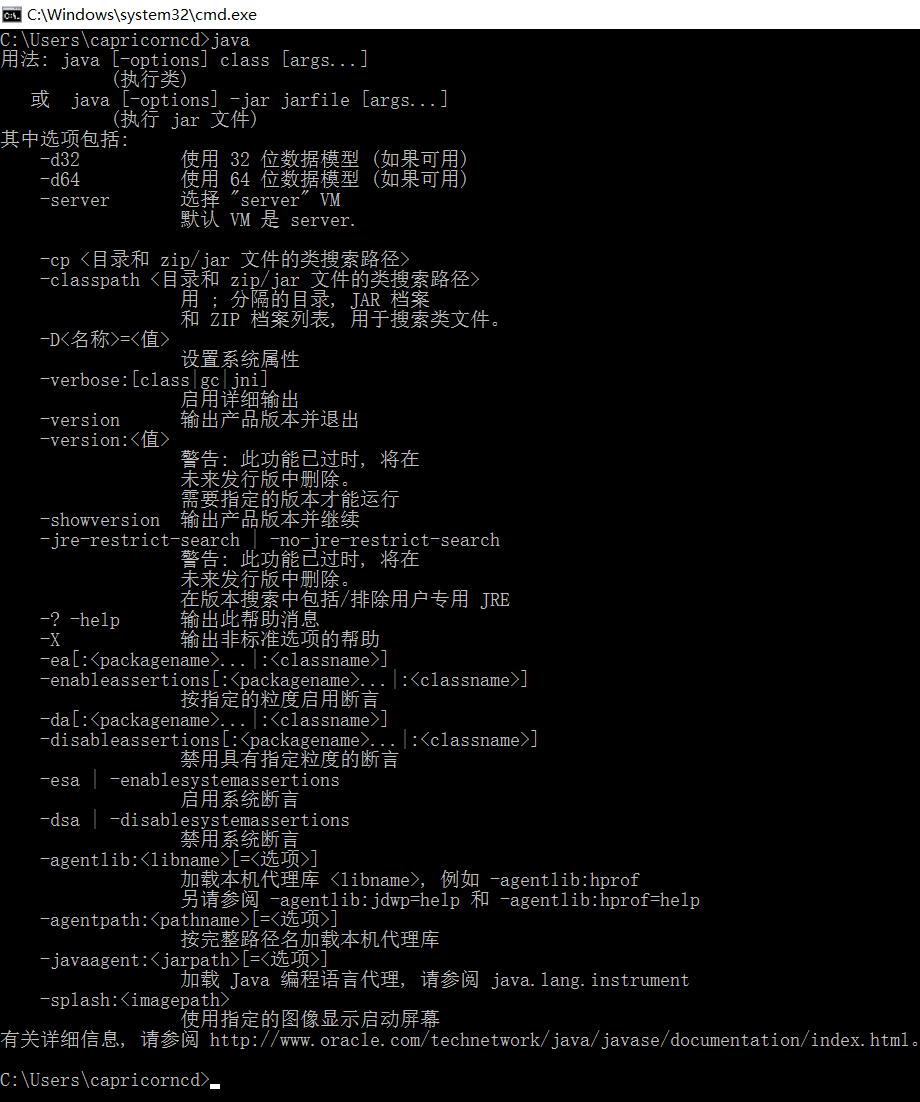 C:\Windows\system32\cmd.exe
C:\Users\capricorncd>java
用法: java [-options] class [args...]
(执行类)
或 java [-options] -jar jarfile [args...]
(执行 jar 文件)
其中选项包括:
-d32 使用 32 位数据模型 (如果可用)
-d64 使用 64 位数据模型 (如果可用)
-server 选择 "server" VM
默认 VM 是 server.
-cp <目录和 zip/jar 文件的类搜索路径>
-classpath <目录和 zip/jar 文件的类搜索路径>
用 ; 分隔的目录, JAR 档案
和 ZIP 档案列表, 用于搜索类文件。
-D<名称>=<值>
设置系统属性
-verbose:[class|gc|jni]
启用详细输出
-version 输出产品版本并退出
-version:<值>
警告: 此功能已过时, 将在
未来发行版中删除。
需要指定的版本才能运行
-showversion 输出产品版本并继续
-jre-restrict-search | -no-jre-restrict-search
警告: 此功能已过时, 将在
未来发行版中删除。
在版本搜索中包括/排除用户专用 JRE
-? -help 输出此帮助消息
-X 输出非标准选项的帮助
-ea[:<packagename>...|:<classname>]
-enableassertions[:<packagename>...|:<classname>]
按指定的粒度启用断言
-da[:<packagename>...|:<classname>]
-disableassertions[:<packagename>...|:<classname>]
禁用具有指定粒度的断言
-esa | -enablesystemassertions
启用系统断言
-dsa | -disablesystemassertions
禁用系统断言
-agentlib:<libname>[=<选项>]
加载本机代理库 <libname>, 例如 -agentlib:hprof
另请参阅 -agentlib:jdwp=help 和 -agentlib:hprof=help
-agentpath:<pathname>[=<选项>]
按完整路径名加载本机代理库
-javaagent:<jarpath>[=<选项>]
加载 Java 编程语言代理, 请参阅 java.lang.instrument
-splash:<imagepath>
使用指定的图像显示启动屏幕
有关详细信息, 请参阅 http://www.oracle.com/technetwork/java/javase/documentation/index.html。
C:\Users\capricorncd>